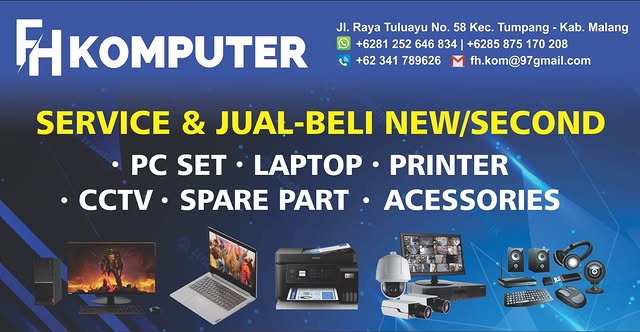 FH KOMPUTER
Jl. Raya Tuluayu No. 58 Kec. Tumpang - Kab. Malang
+6281 252 646 834 | +6285 875 170 208
+62 341 789626 fh.kom@97gmail.com
SERVICE & JUAL-BELI NEW/SECOND
· PC SET · LAPTOP · PRINTER
· CCTV · SPARE PART · ACESSORIES